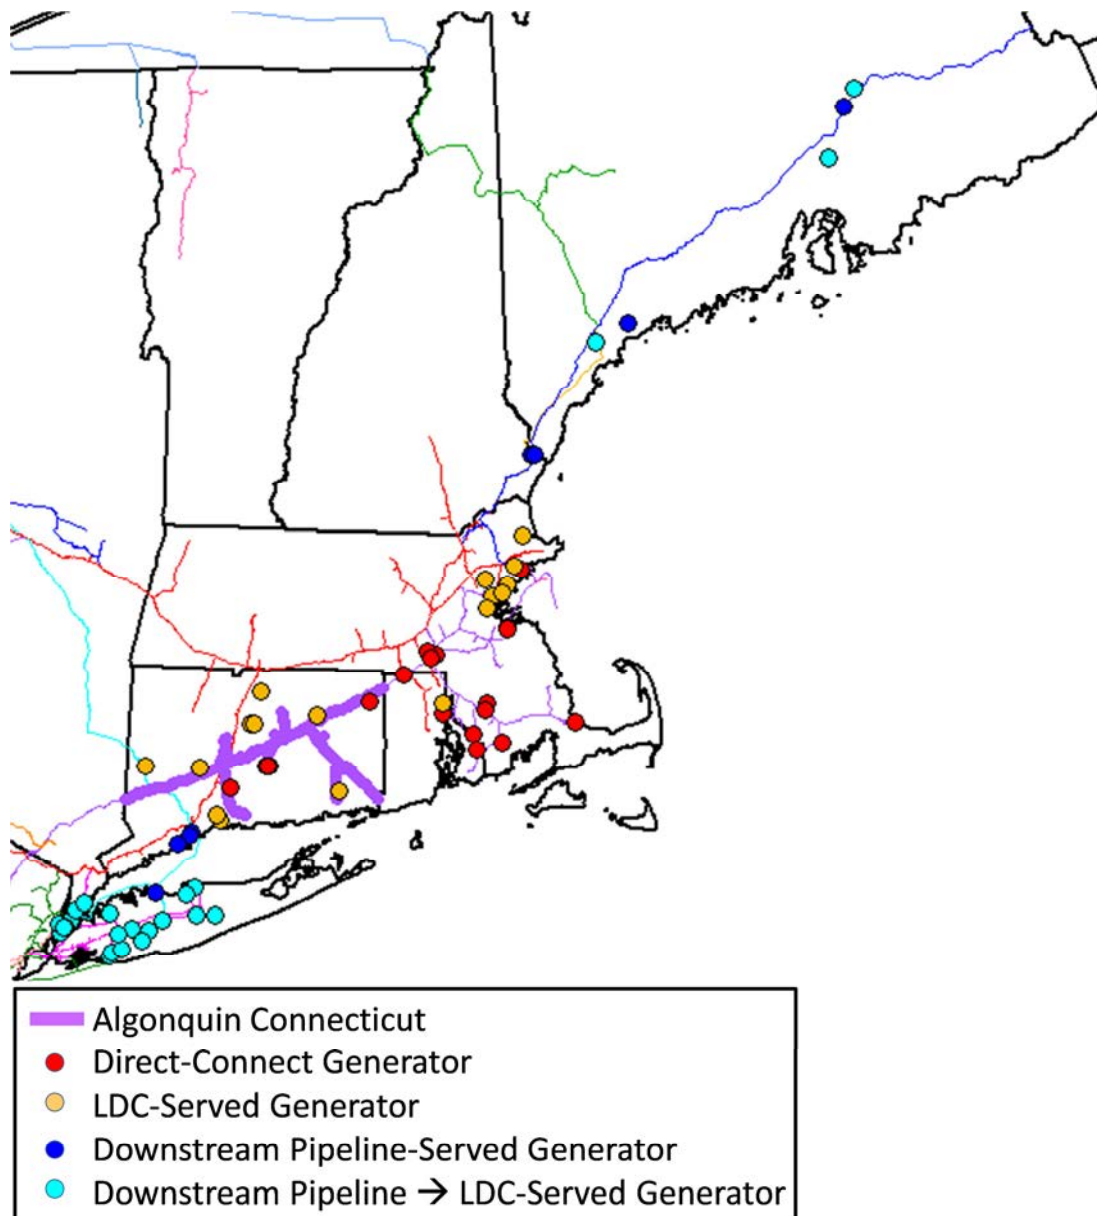 Algonquin Connecticut
Direct-Connect Generator
LDC-Served Generator
Downstream Pipeline-Served Generator
Downstream Pipeline → LDC-Served Generator